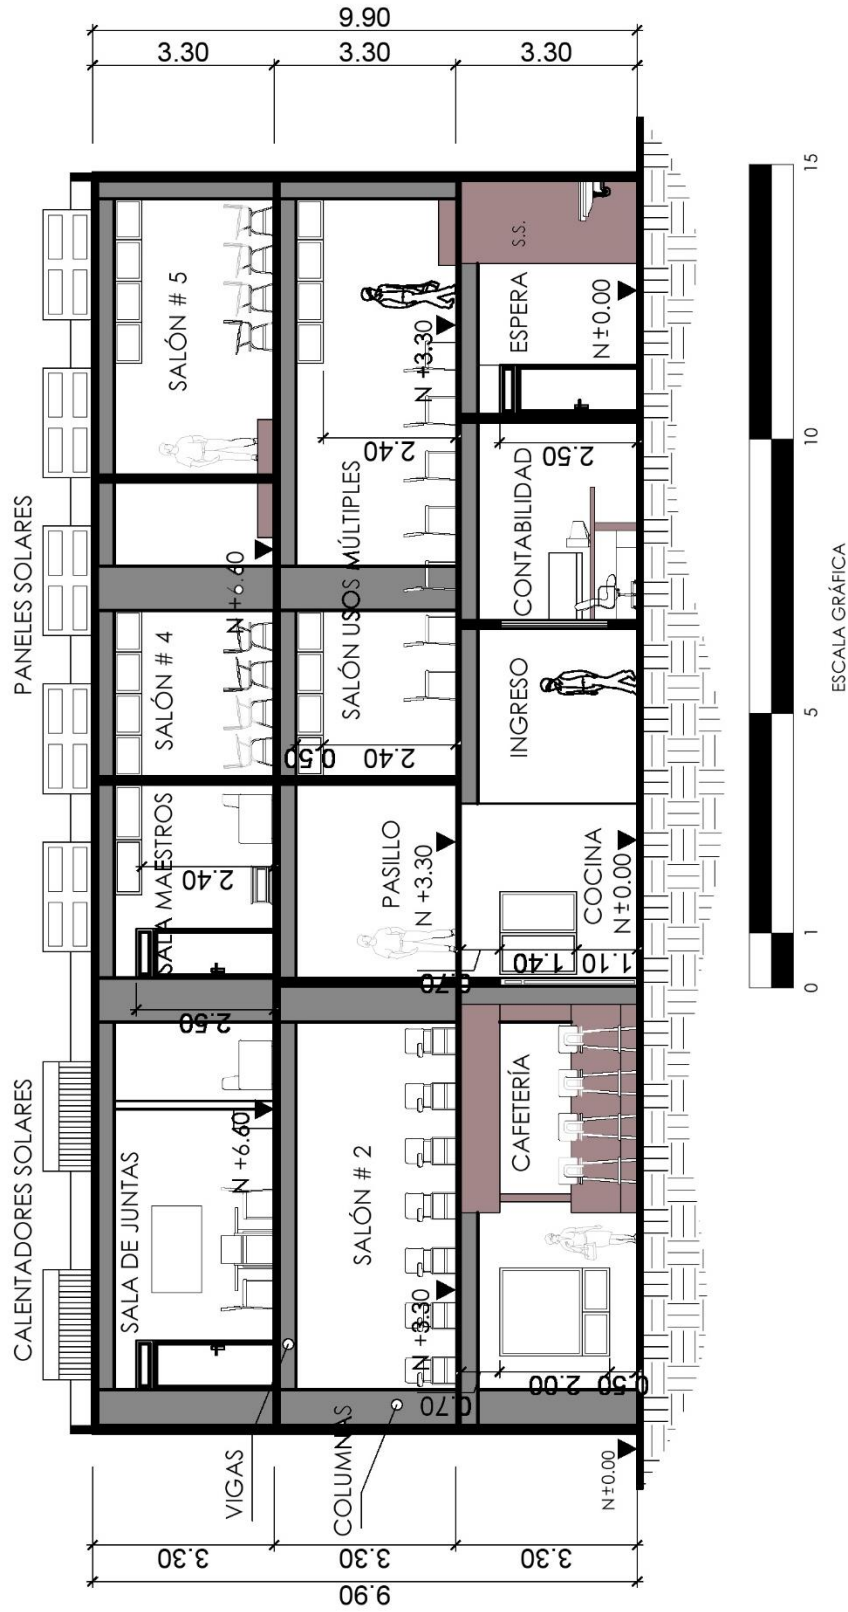 CALENTADORES SOLARES
PANELES SOLARES
9.90
3.30
3.30
3.30
SALA DE JUNTAS
N +6.60
2.50
SALA MAESTROS
2.40
SALÓN # 4
N +6.60
SALÓN # 5
VIGAS
COLUMNAS
SALÓN # 2
N +3.30
0.70
PASILLO
N +3.30
0.50
2.40
SALÓN USOS MÚLTIPLES
2.40
N +3.30
0.50
2.00
CAFETERÍA
0.70
1.40
1.10
COCINA
N±0.00
INGRESO
CONTABILIDAD
2.50
ESPERA
N±0.00
S.S.
N±0.00
9.90
3.30
3.30
3.30
0
1
5
10
15
ESCALA GRÁFICA